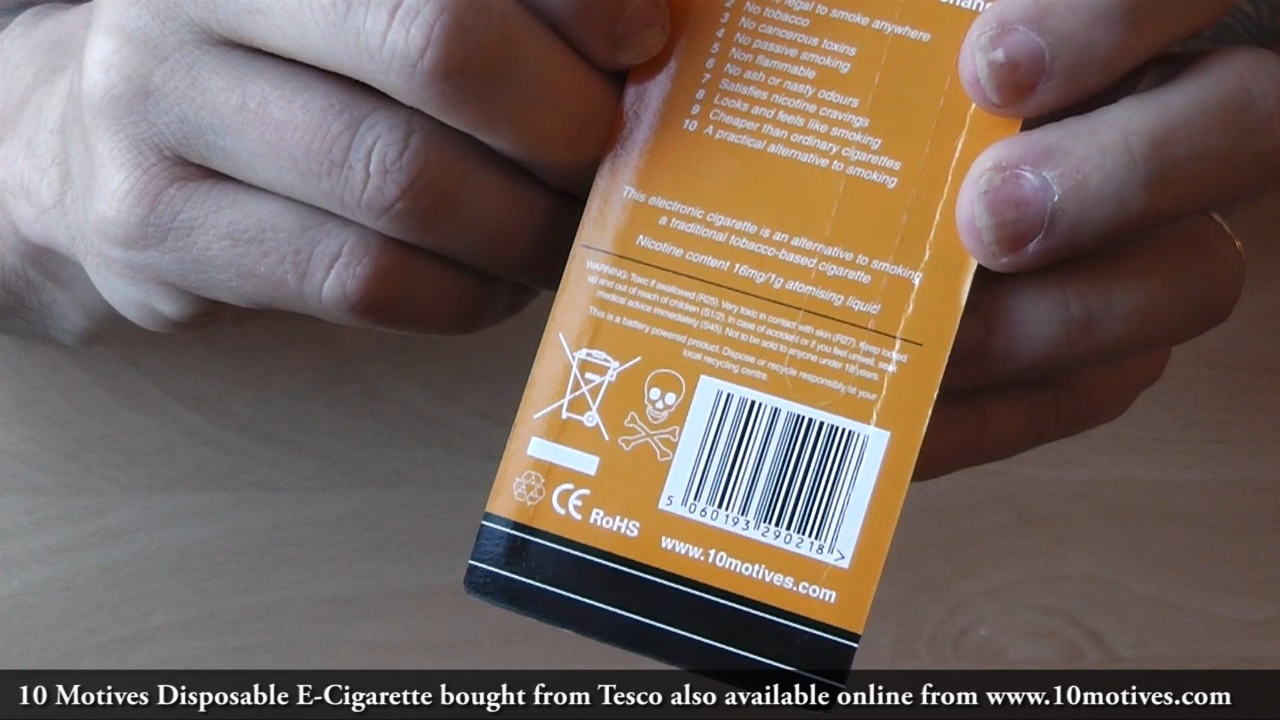 legal to smoke anywhere
2 No tobacco
3 No cancerous toxins
4 No passive smoking
5 Non flammable
6 No ash or nasty odours
7 Satisfies nicotine cravings
8 Looks and feels like smoking
9 Cheaper than ordinary cigarettes
10 A practical alternative to smoking
This electronic cigarette is an alternative to smoking
a traditional tobacco-based cigarette
Nicotine content 16mg/1g atomising liquid
WARNING: Toxic if swallowed (R25). Very toxic in contact with skin (R27). Keep locked
up and out of reach of children (S1/2). In case of accident or if you feel unwell, seek
medical advice immediately (S45). Not to be sold to anyone under 18 years.
This is a battery powered product. Dispose or recycle responsibly at your
local recycling centre.
CE RoHS
5 060193 290218 >
www.10motives.com
10 Motives Disposable E-Cigarette bought from Tesco also available online from www.10motives.com